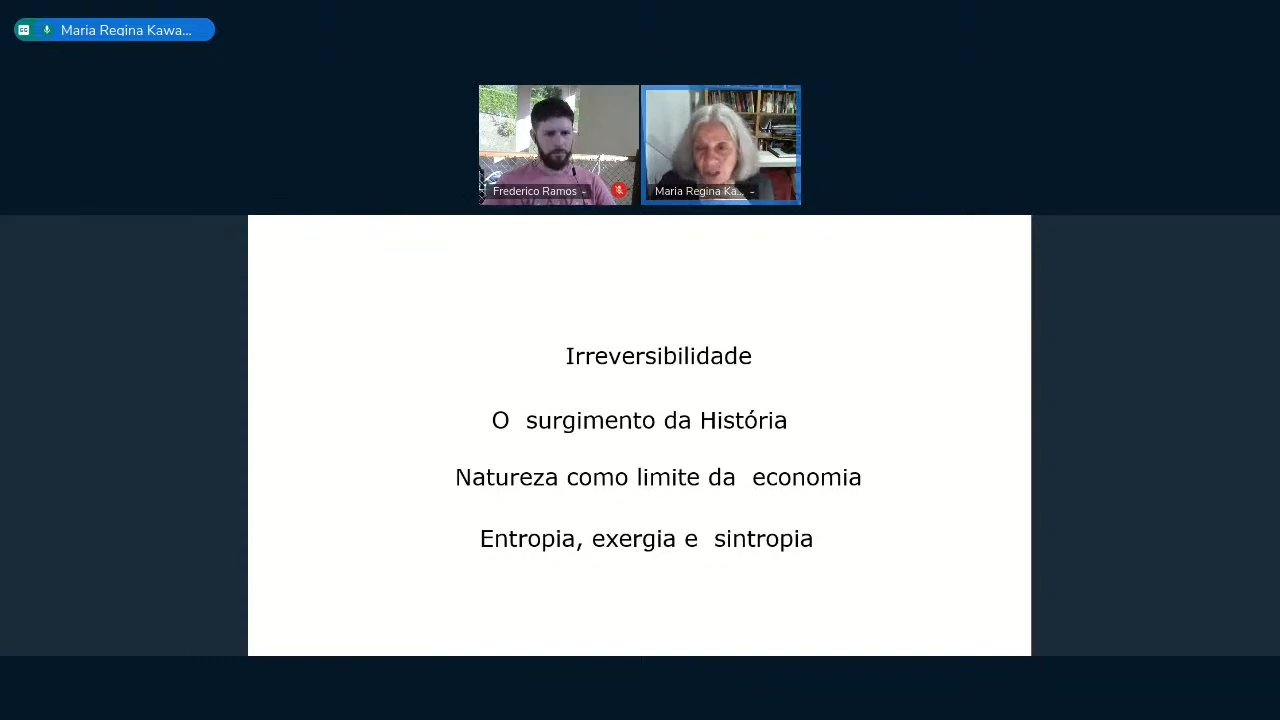 Maria Regina Kawa...
Frederico Ramos
Maria Regina Ka...
Irreversibilidade
O surgimento da História
Natureza como limite da economia
Entropia, exergia e sintropia